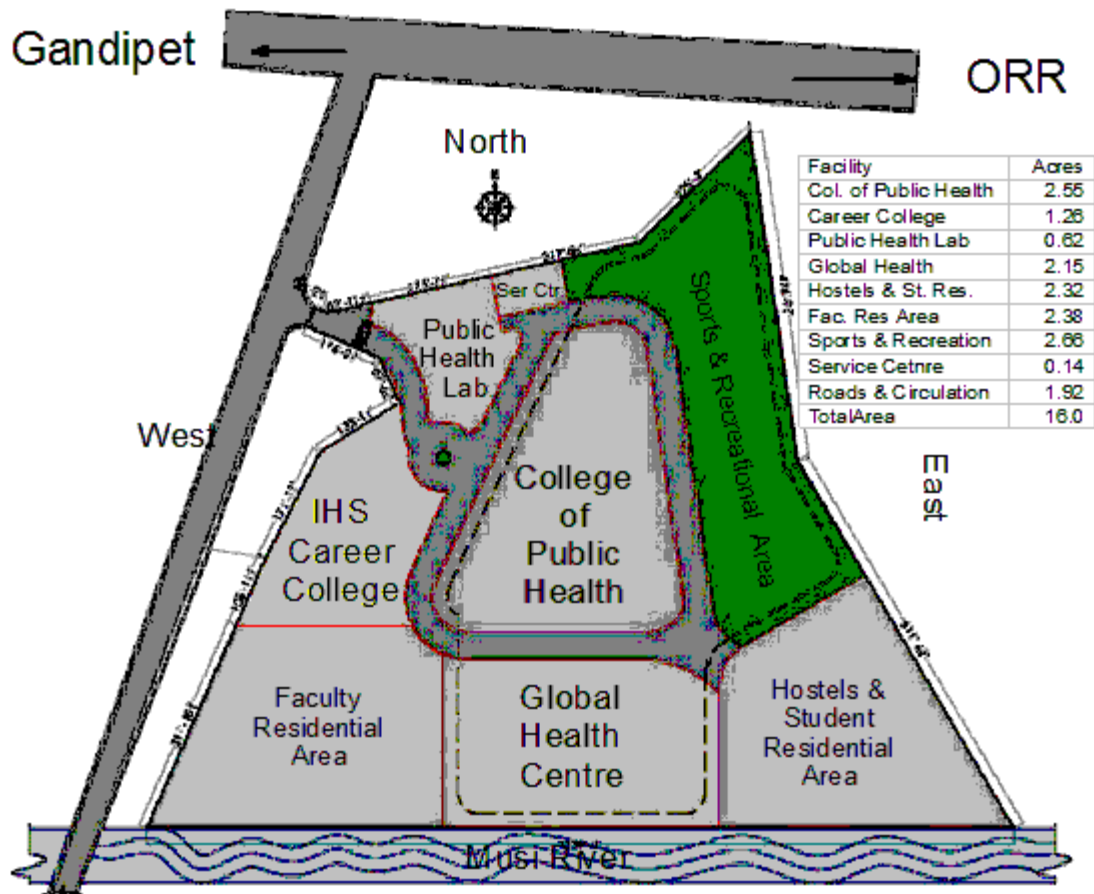 Gandipet
ORR
North
Facility Acres
Col. of Public Health 2.55
Career College 1.26
Public Health Lab 0.62
Global Health 2.15
Hostels & St. Res. 2.32
Fac. Res Area 2.38
Sports & Recreation 2.66
Service Cetnre 0.14
Roads & Circulation 1.92
TotalArea 16.0
Ser Ctr
Public
Health
Lab
Sports & Recreational Area
West
East
College
of
Public
Health
IHS
Career
College
Faculty
Residential
Area
Global
Health
Centre
Hostels &
Student
Residential
Area
Musi River